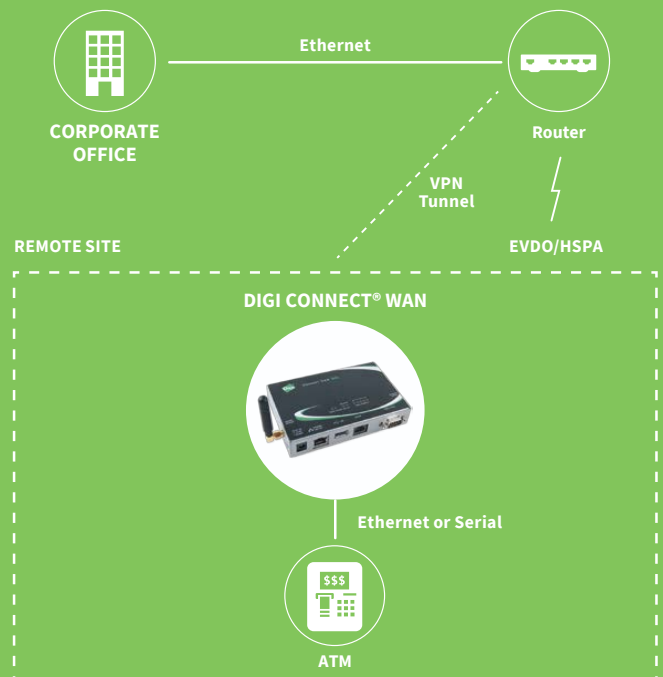 Ethernet
CORPORATE
OFFICE
Router
VPN
Tunnel
REMOTE SITE
EVDO/HSPA
DIGI CONNECT® WAN
Ethernet or Serial
$$$
ATM